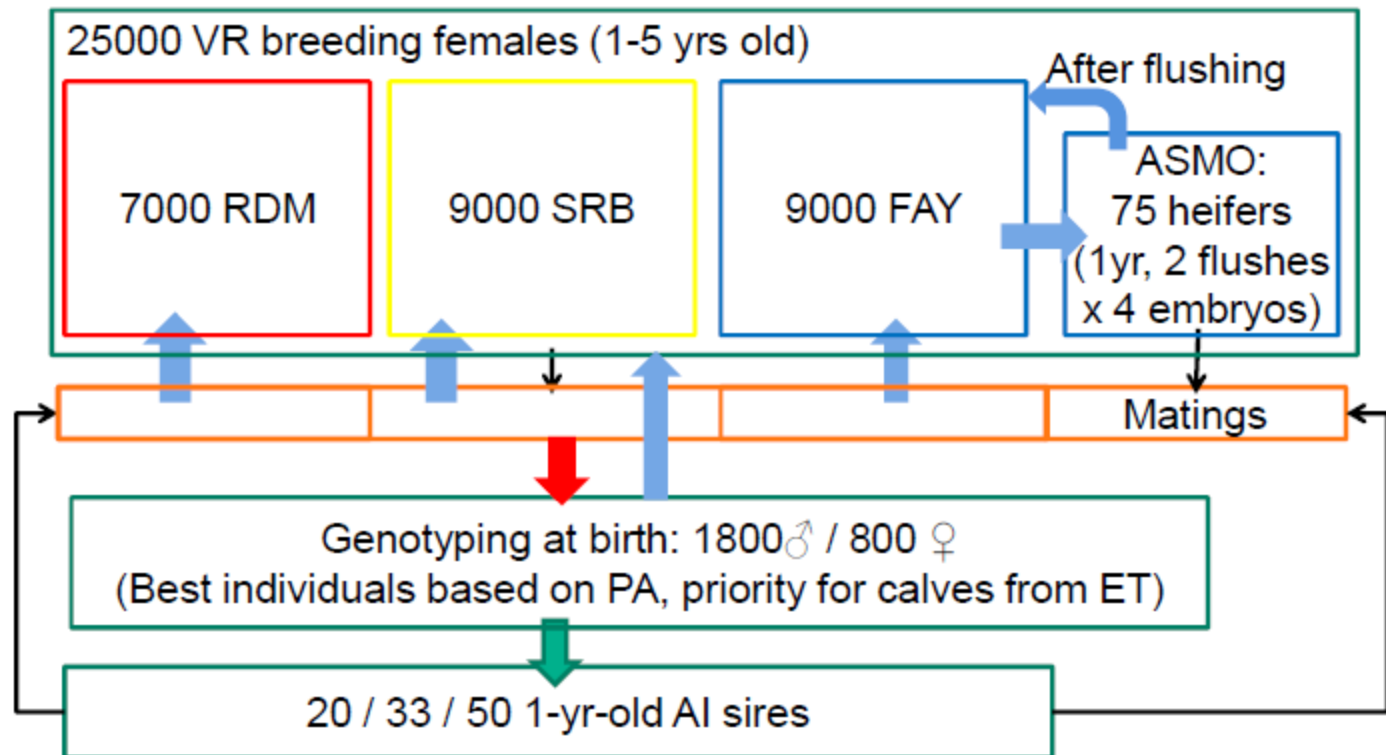 25000 VR breeding females (1-5 yrs old)
After flushing
7000 RDM
9000 SRB
9000 FAY
ASMO:
75 heifers
(1yr, 2 flushes
x 4 embryos)
Matings
Genotyping at birth: 1800♂ / 800 ♀
(Best individuals based on PA, priority for calves from ET)
20 / 33 / 50 1-yr-old AI sires